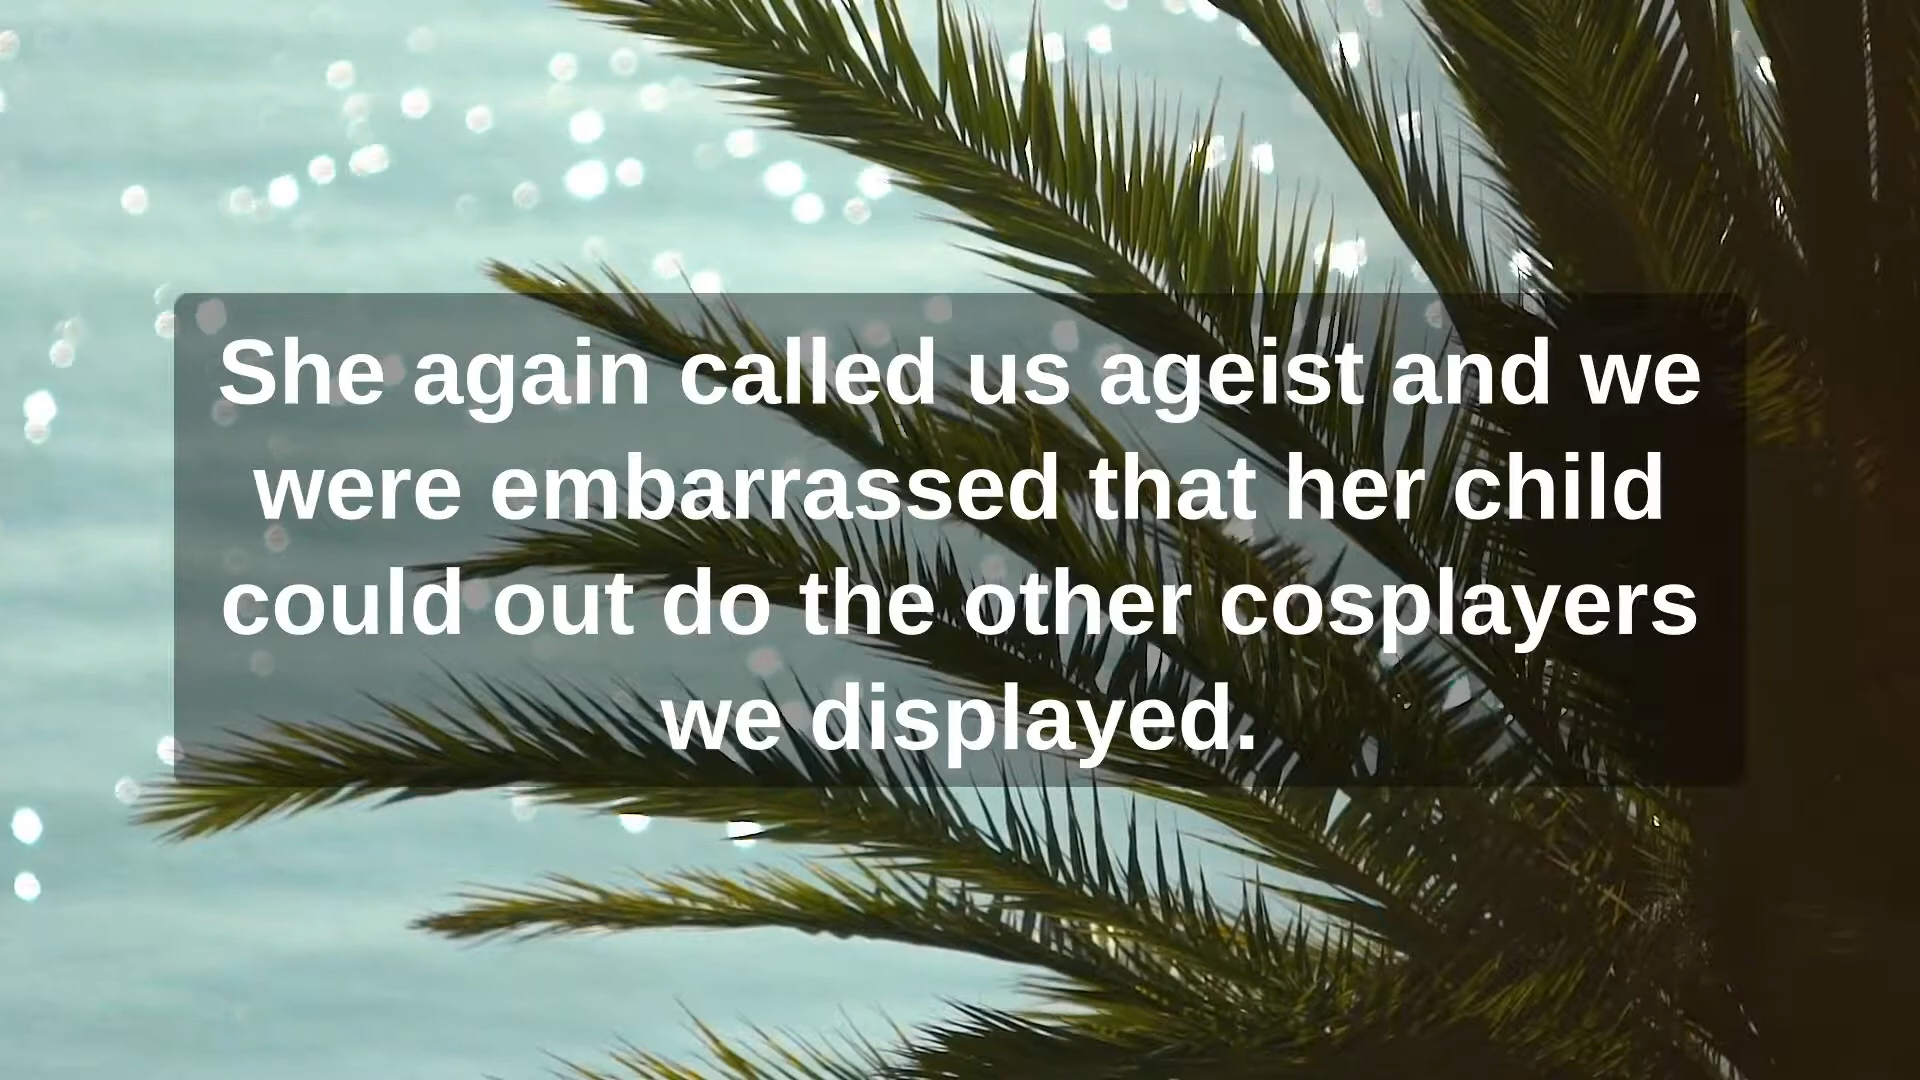 She again called us ageist and we
were embarrassed that her child
could out do the other cosplayers
we displayed.